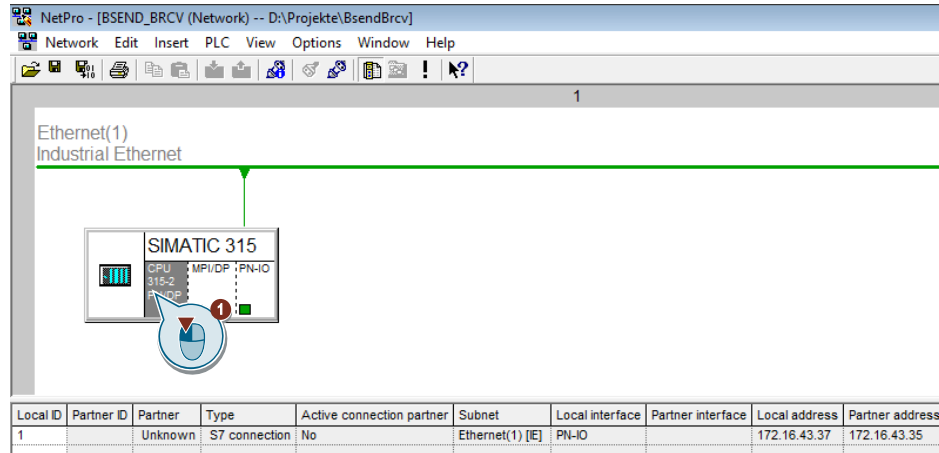 NetPro - [BSEND_BRCV (Network) -- D:\Projekte\BsendBrcv]
Network Edit Insert PLC View Options Window Help
1
Ethernet(1)
Industrial Ethernet
SIMATIC 315
CPU MPI/DP PN-IO
315-2
PN/DP
1
Local ID Partner ID Partner Type Active connection partner Subnet Local interface Partner interface Local address Partner address
1 Unknown S7 connection No Ethernet(1) [IE] PN-IO 172.16.43.37 172.16.43.35